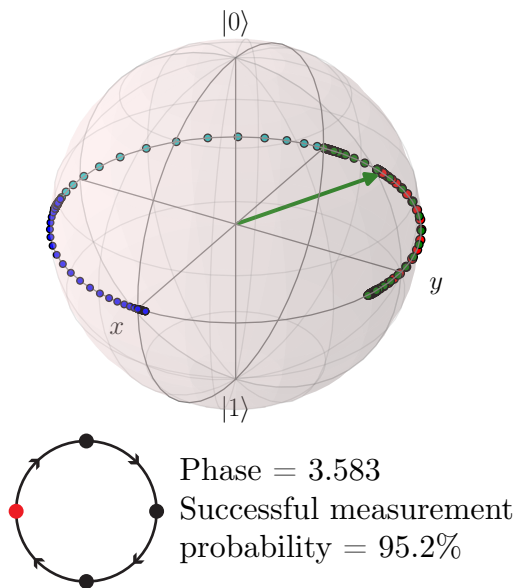 |0⟩
x
y
|1⟩
Phase = 3.583
Successful measurement
probability = 95.2%